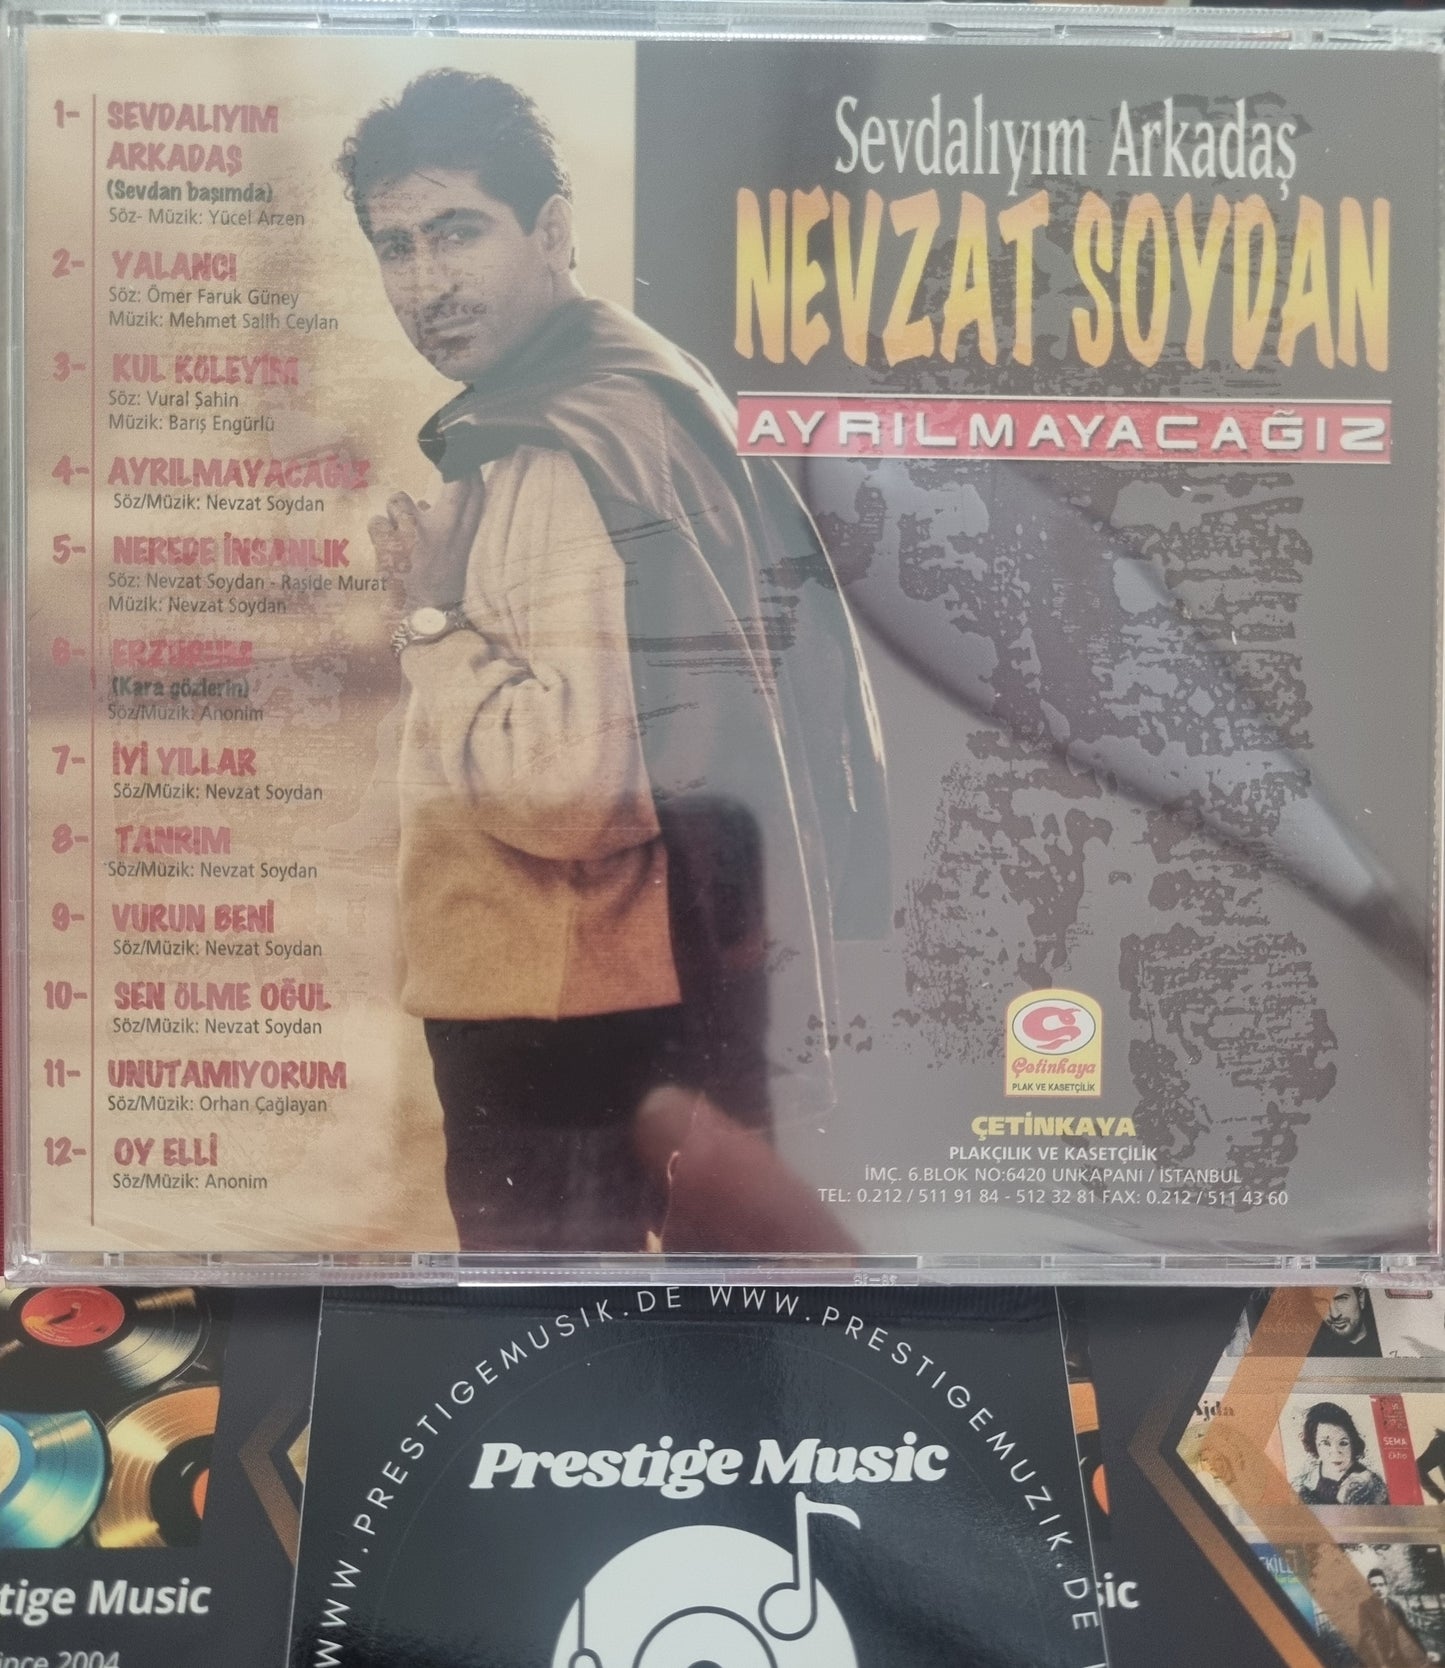 1- SEVDALIYIM
ARKADAŞ
(Sevdan başımda)
Söz- Müzik: Yücel Arzen
2- YALANCI
Söz: Ömer Faruk Güney
Müzik: Mehmet Salih Ceylan
3- KUL KÖLEYİM
Söz: Vural Şahin
Müzik: Barış Engürlü
4- AYRILMAYACAĞIZ
Söz/Müzik: Nevzat Soydan
5- NEREDE İNSANLIK
Söz: Nevzat Soydan - Raşide Murat
Müzik: Nevzat Soydan
6- ERZURUM
(Kara gözlerin)
Söz/Müzik: Anonim
7- İYİ YILLAR
Söz/Müzik: Nevzat Soydan
8- TANRIM
Söz/Müzik: Nevzat Soydan
9- VURUN BENİ
Söz/Müzik: Nevzat Soydan
10- SEN ÖLME OĞUL
Söz/Müzik: Nevzat Soydan
11- UNUTAMIYORUM
Söz/Müzik: Orhan Çağlayan
12- OY ELLİ
Söz/Müzik: Anonim
Sevdalıyım Arkadaş
NEVZAT SOYDAN
AYRILMAYACAĞIZ
Çetinkaya
PLAK VE KASETÇİLİK
ÇETİNKAYA
PLAKÇILIK VE KASETÇİLİK
İMÇ. 6.BLOK NO:6420 UNKAPANI / İSTANBUL
TEL: 0.212 / 511 91 84 - 512 32 81 FAX: 0.212 / 511 43 60
WWW.PRESTIGEMUSIK.DE WWW.PRESTIGEMUZIK.DE
Prestige Music
tige Music
ince 2004
sic
Ajda
SEMA